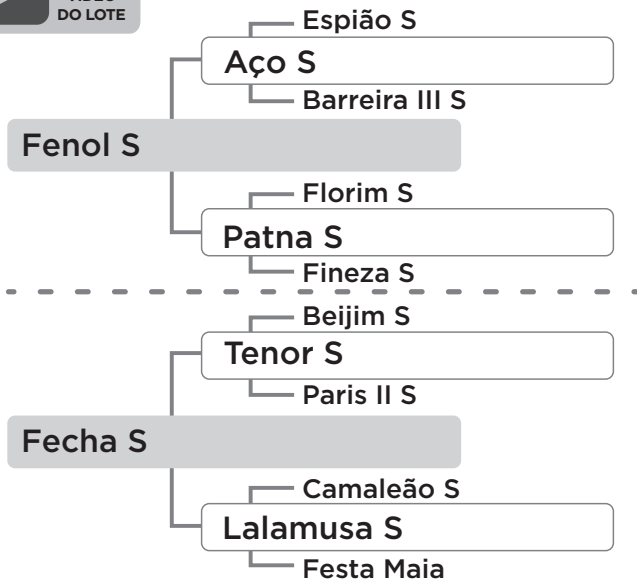 DO LOTE
Espião S
Aço S
Barreira III S
Fenol S
Florim S
Patna S
Fineza S
Beijim S
Tenor S
Paris II S
Fecha S
Camaleão S
Lalamusa S
Festa Maia